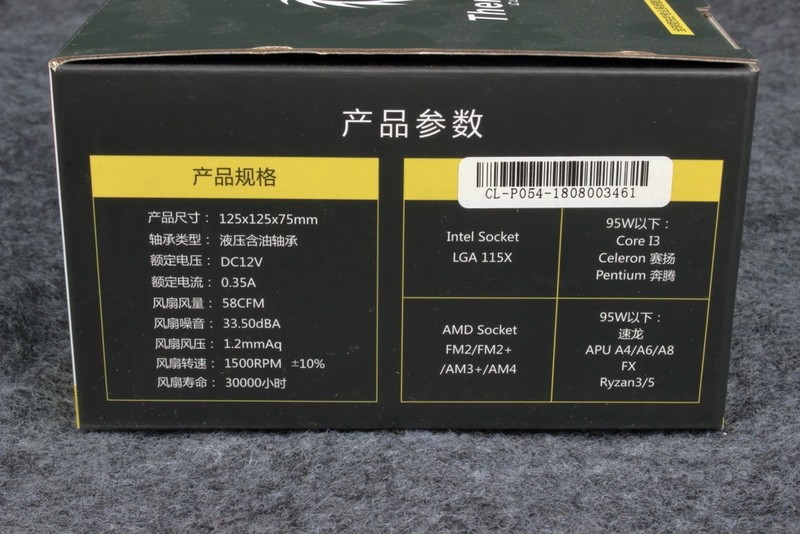 产品参数
产品规格
产品尺寸： 125x125x75mm
轴承类型： 液压含油轴承
额定电压： DC12V
额定电流： 0.35A
风扇风量： 58CFM
风扇噪音： 33.50dBA
风扇风压： 1.2mmAq
风扇转速： 1500RPM ±10%
风扇寿命： 30000小时
CL-P054-1808003461
Intel Socket
LGA 115X
95W以下：
Core I3
Celeron 赛扬
Pentium 奔腾
AMD Socket
FM2/FM2+
/AM3+/AM4
95W以下：
速龙
APU A4/A6/A8
FX
Ryzan3/5